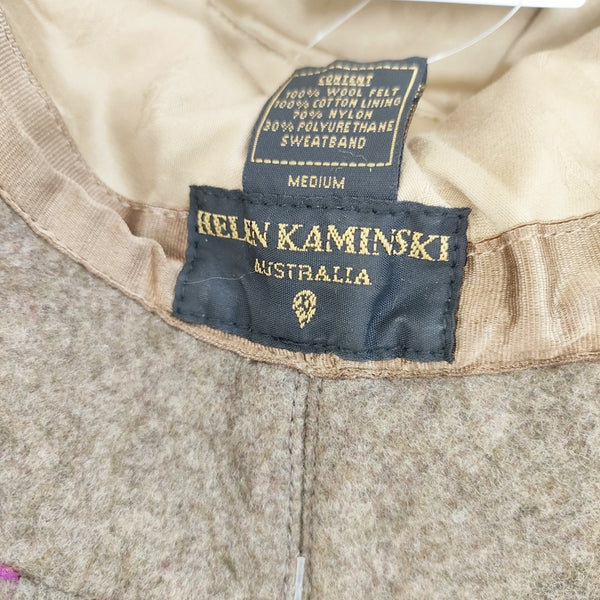 CONTENT
100% WOOL FELT
100% COTTON LINING
70% NYLON
30% POLYURETHANE
SWEATBAND
MEDIUM
HELEN KAMINSKI
AUSTRALIA